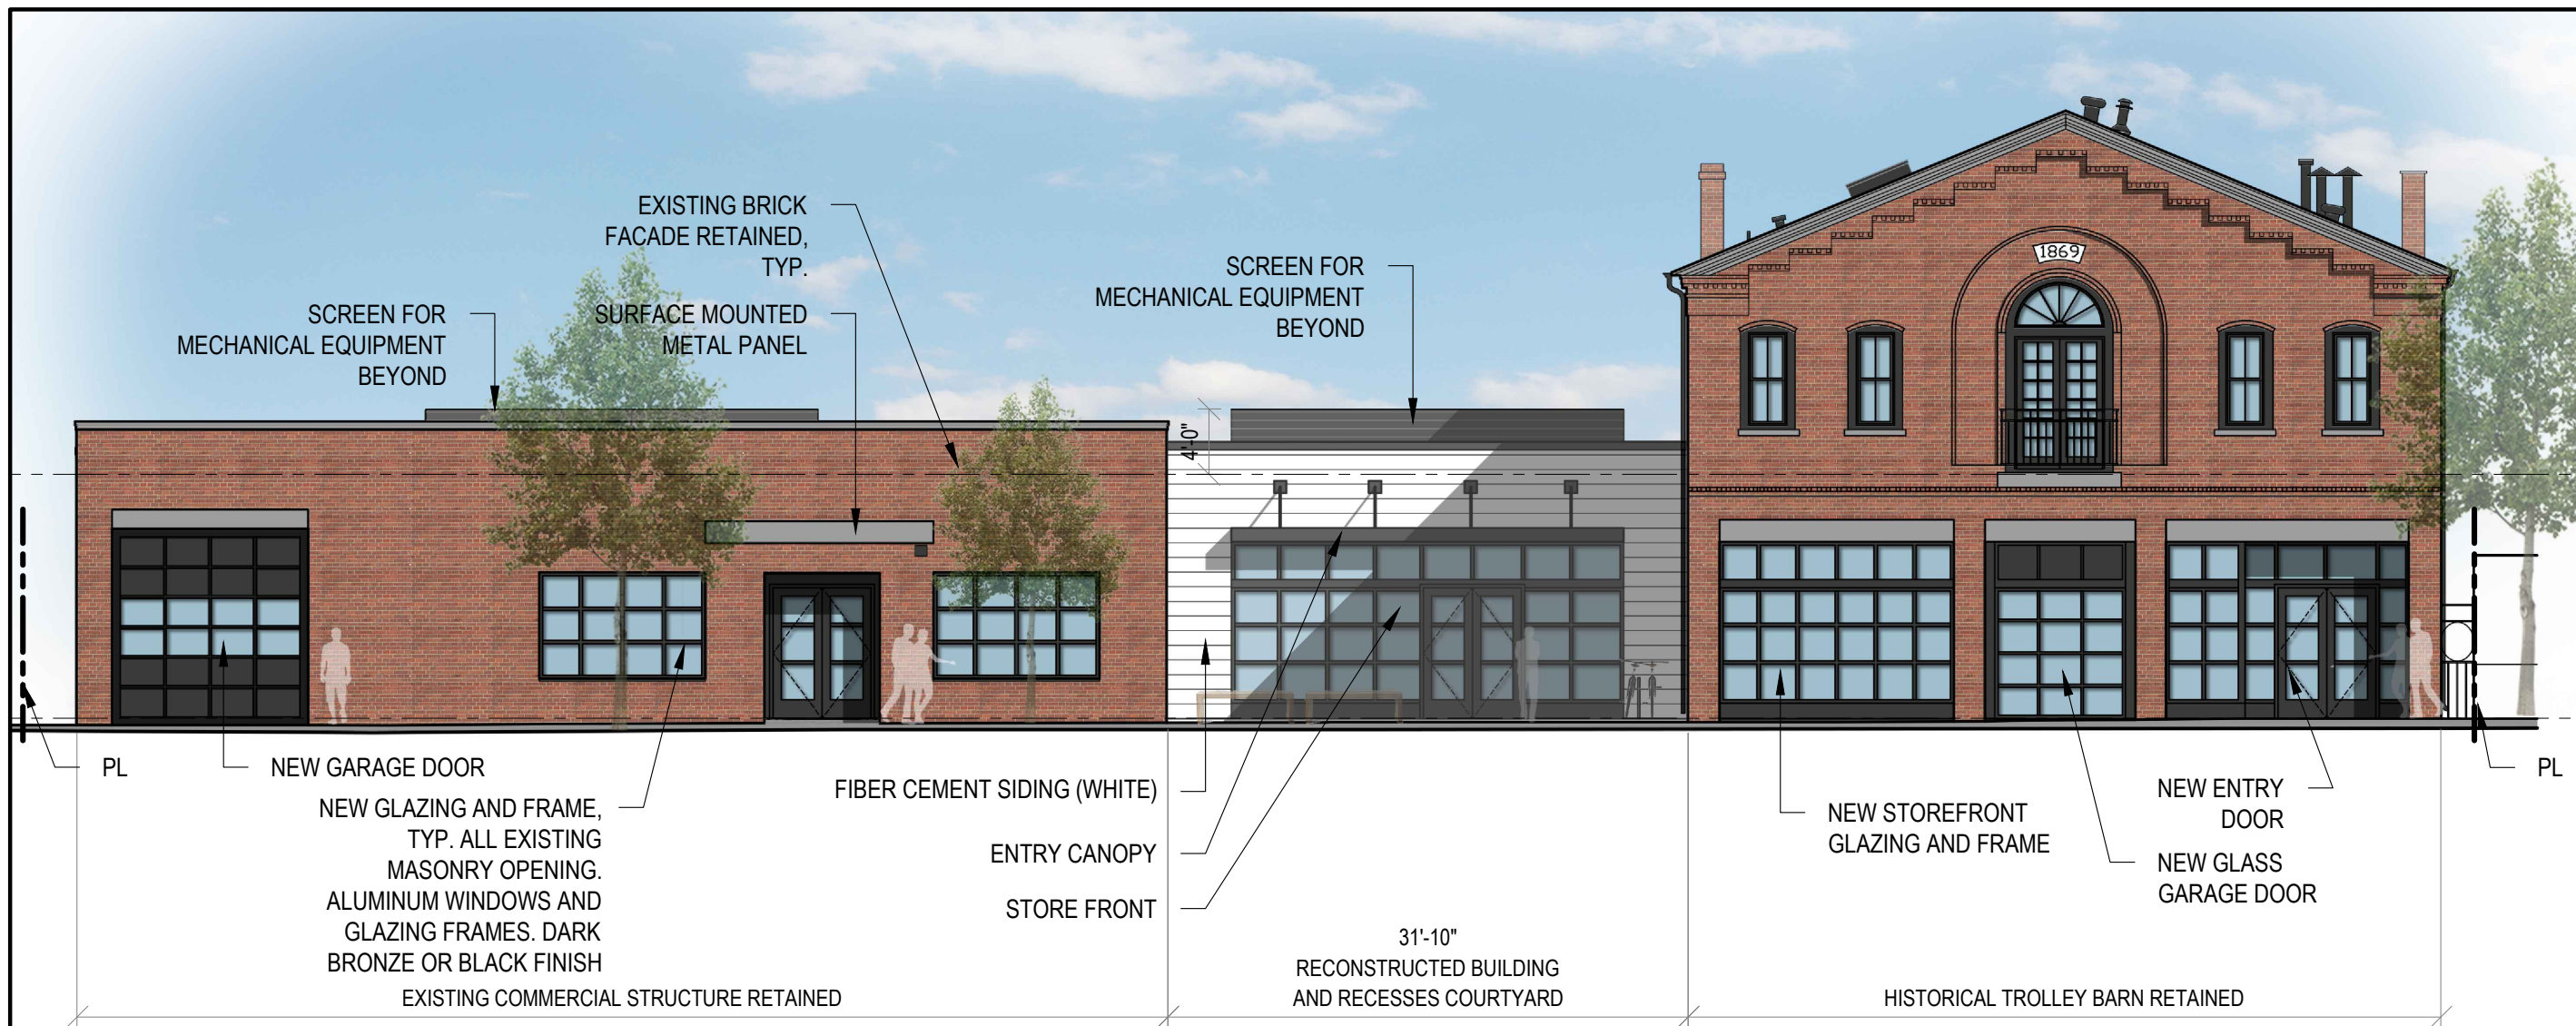 EXISTING BRICK
FACADE RETAINED,
TYP.
SCREEN FOR
MECHANICAL EQUIPMENT
BEYOND
SURFACE MOUNTED
METAL PANEL
SCREEN FOR
MECHANICAL EQUIPMENT
BEYOND
4'-0"
1869
PL
NEW GARAGE DOOR
NEW GLAZING AND FRAME,
TYP. ALL EXISTING
MASONRY OPENING.
ALUMINUM WINDOWS AND
GLAZING FRAMES. DARK
BRONZE OR BLACK FINISH
FIBER CEMENT SIDING (WHITE)
ENTRY CANOPY
STORE FRONT
NEW STOREFRONT
GLAZING AND FRAME
NEW ENTRY
DOOR
NEW GLASS
GARAGE DOOR
PL
EXISTING COMMERCIAL STRUCTURE RETAINED
31'-10"
RECONSTRUCTED BUILDING
AND RECESSES COURTYARD
HISTORICAL TROLLEY BARN RETAINED